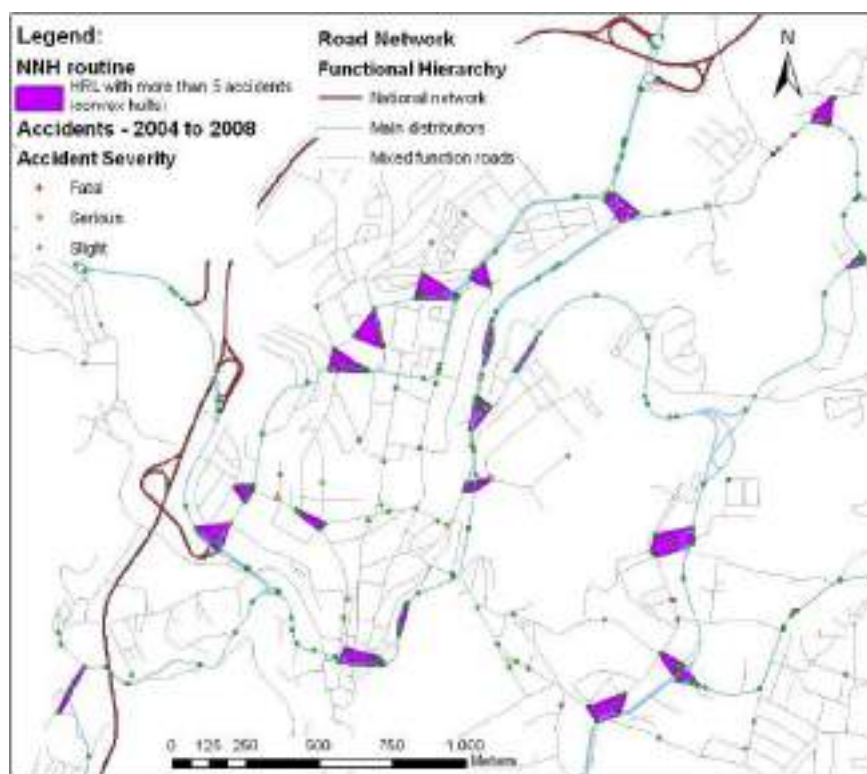 Legend:
NNH routine
HRL with more than 5 accidents
(convex hulls)
Accidents - 2004 to 2008
Accident Severity
Fatal
Serious
Slight
Road Network
Functional Hierarchy
National network
Main distributors
Mixed function roads
N
0 125 250 500 750 1.000
Meters